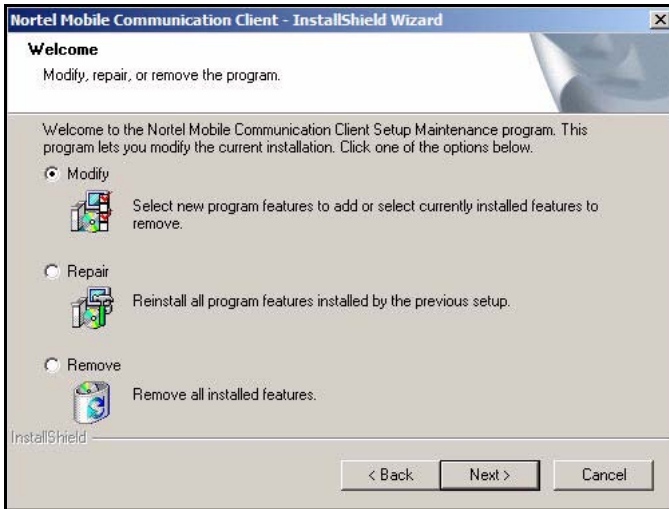 Nortel Mobile Communication Client - InstallShield Wizard
Welcome
Modify, repair, or remove the program.
Welcome to the Nortel Mobile Communication Client Setup Maintenance program. This
program lets you modify the current installation. Click one of the options below.
Modify
Select new program features to add or select currently installed features to
remove.
Repair
Reinstall all program features installed by the previous setup.
Remove
Remove all installed features.
InstallShield
< Back
Next >
Cancel